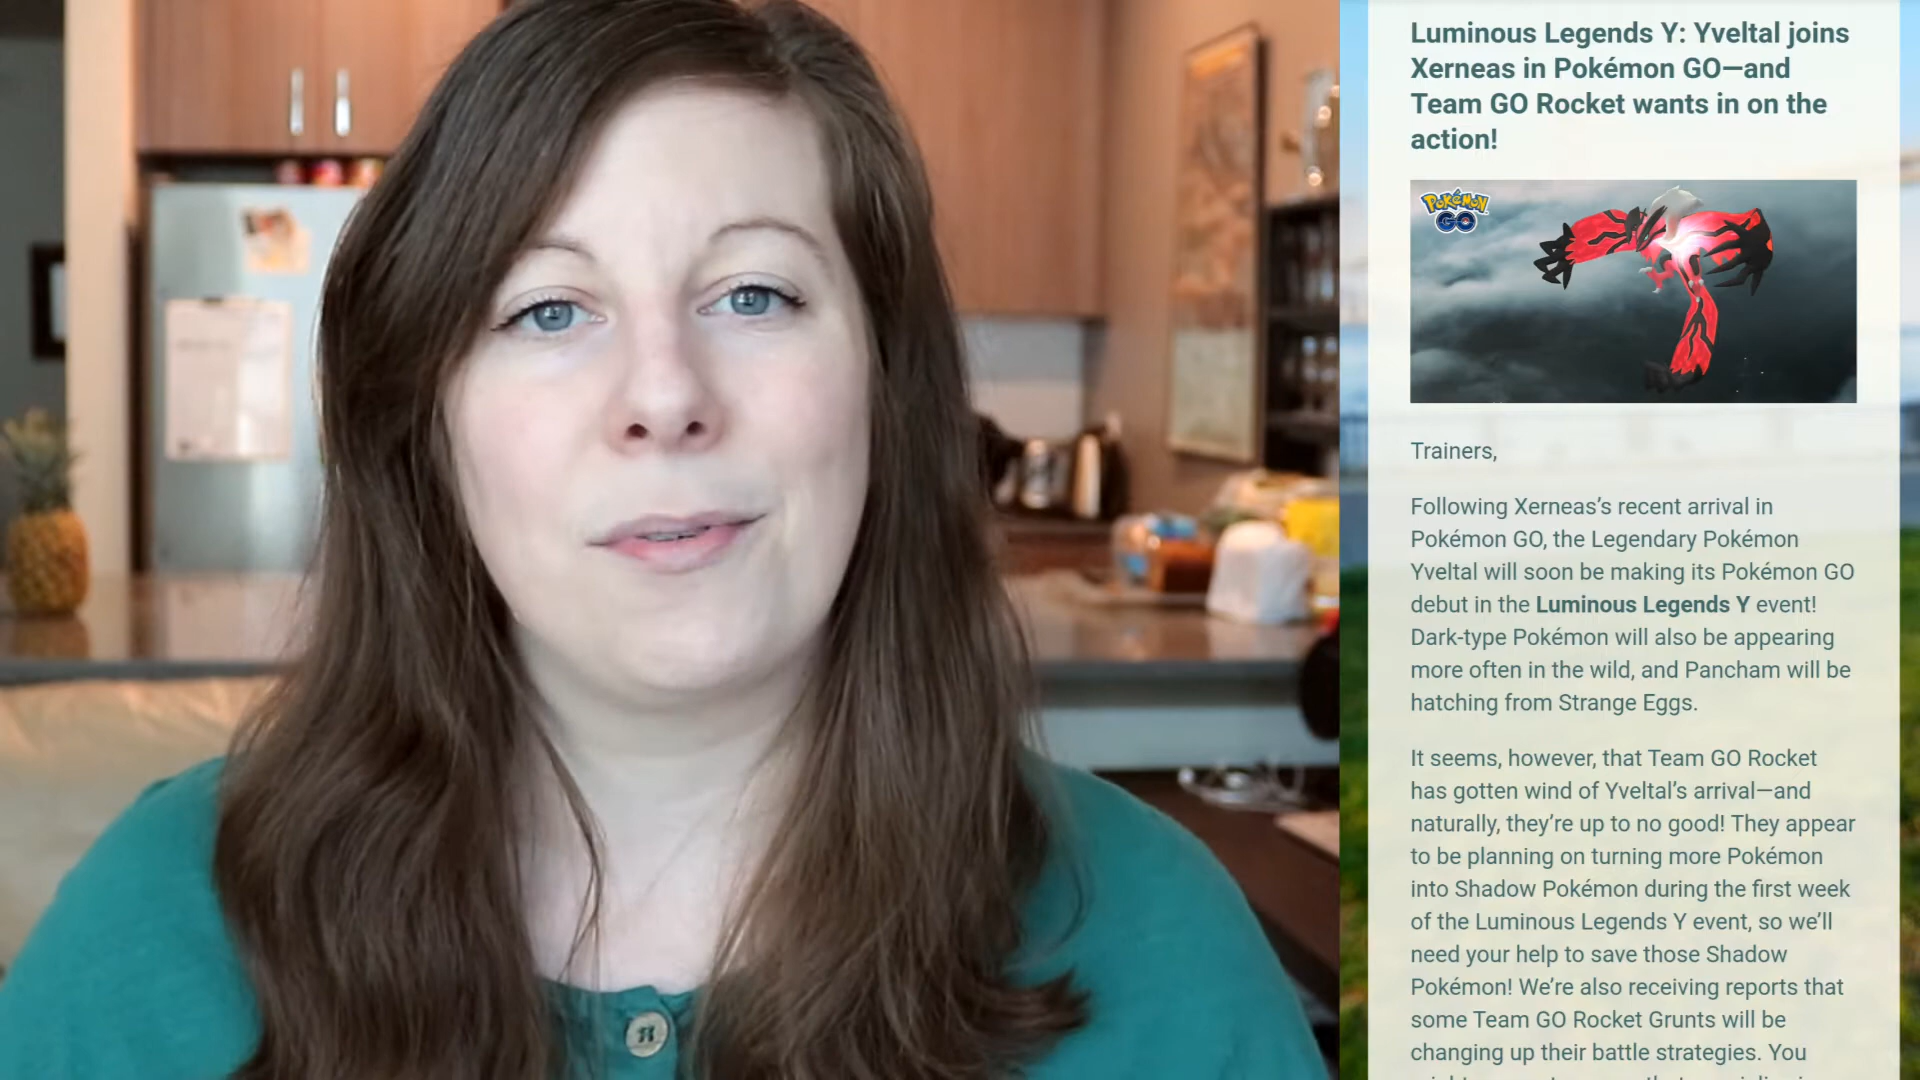 Luminous Legends Y: Yveltal joins
Xerneas in Pokémon GO—and
Team GO Rocket wants in on the
action!
POKéMON
GO
Trainers,
Following Xerneas’s recent arrival in
Pokémon GO, the Legendary Pokémon
Yveltal will soon be making its Pokémon GO
debut in the Luminous Legends Y event!
Dark-type Pokémon will also be appearing
more often in the wild, and Pancham will be
hatching from Strange Eggs.
It seems, however, that Team GO Rocket
has gotten wind of Yveltal’s arrival—and
naturally, they’re up to no good! They appear
to be planning on turning more Pokémon
into Shadow Pokémon during the first week
of the Luminous Legends Y event, so we’ll
need your help to save those Shadow
Pokémon! We’re also receiving reports that
some Team GO Rocket Grunts will be
changing up their battle strategies. You